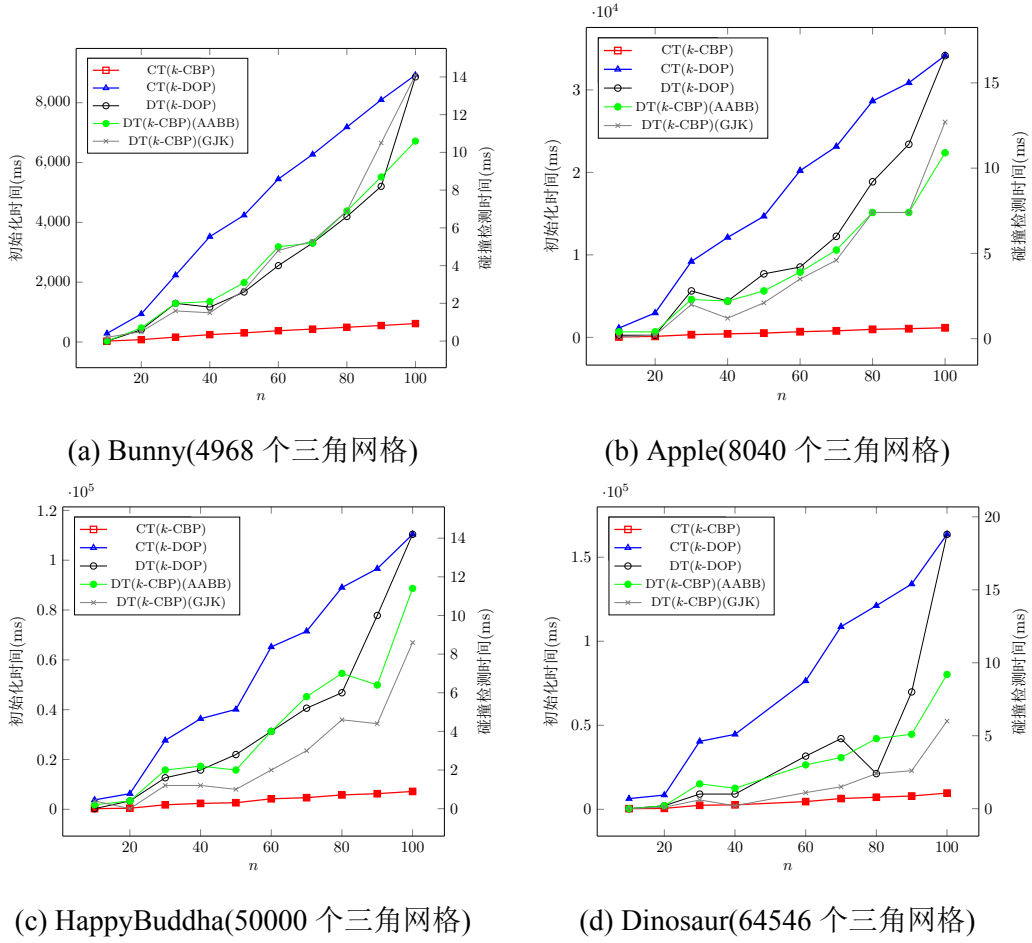 CT(k-CBP)
CT(k-DOP)
DT(k-DOP)
DT(k-CBP)(AABB)
DT(k-CBP)(GJK)
初始化时间(ms)
8,000
6,000
4,000
2,000
0
14
12
10
8
6
4
2
0
碰撞检测时间(ms)
20 40 60 80 100
n
(a) Bunny(4968 个三角网格)
·10⁴
CT(k-CBP)
CT(k-DOP)
DT(k-DOP)
DT(k-CBP)(AABB)
DT(k-CBP)(GJK)
初始化时间(ms)
3
2
1
0
15
10
5
0
碰撞检测时间(ms)
20 40 60 80 100
n
(b) Apple(8040 个三角网格)
·10⁵
CT(k-CBP)
CT(k-DOP)
DT(k-DOP)
DT(k-CBP)(AABB)
DT(k-CBP)(GJK)
初始化时间(ms)
1.2
1
0.8
0.6
0.4
0.2
0
14
12
10
8
6
4
2
0
碰撞检测时间(ms)
20 40 60 80 100
n
(c) HappyBuddha(50000 个三角网格)
·10⁵
CT(k-CBP)
CT(k-DOP)
DT(k-DOP)
DT(k-CBP)(AABB)
DT(k-CBP)(GJK)
初始化时间(ms)
1.5
1
0.5
0
20
15
10
5
0
碰撞检测时间(ms)
20 40 60 80 100
n
(d) Dinosaur(64546 个三角网格)